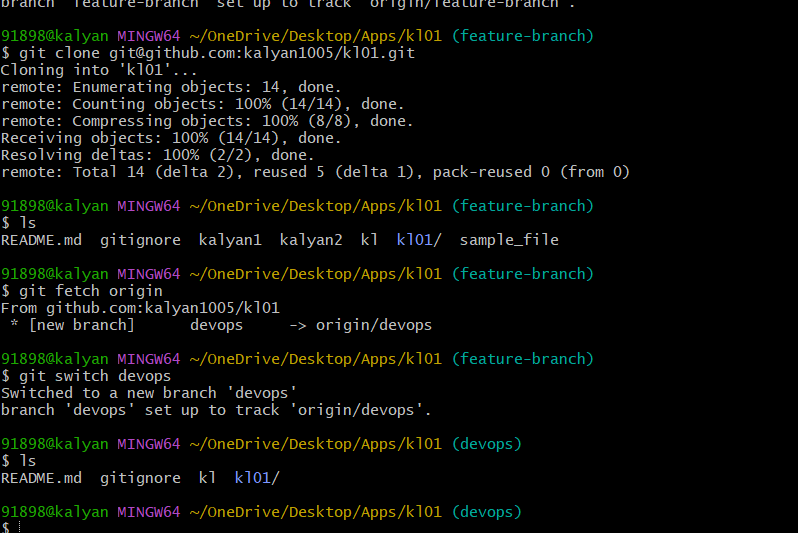 branch 'feature-branch' set up to track 'origin/feature-branch'.
91898@kalyan MINGW64 ~/OneDrive/Desktop/Apps/kl01 (feature-branch)
$ git clone git@github.com:kalyan1005/kl01.git
Cloning into 'kl01'...
remote: Enumerating objects: 14, done.
remote: Counting objects: 100% (14/14), done.
remote: Compressing objects: 100% (8/8), done.
Receiving objects: 100% (14/14), done.
Resolving deltas: 100% (2/2), done.
remote: Total 14 (delta 2), reused 5 (delta 1), pack-reused 0 (from 0)
91898@kalyan MINGW64 ~/OneDrive/Desktop/Apps/kl01 (feature-branch)
$ ls
README.md  gitignore  kalyan1  kalyan2  kl  kl01/  sample_file
91898@kalyan MINGW64 ~/OneDrive/Desktop/Apps/kl01 (feature-branch)
$ git fetch origin
From github.com:kalyan1005/kl01
 * [new branch]      devops     -> origin/devops
91898@kalyan MINGW64 ~/OneDrive/Desktop/Apps/kl01 (feature-branch)
$ git switch devops
Switched to a new branch 'devops'
branch 'devops' set up to track 'origin/devops'.
91898@kalyan MINGW64 ~/OneDrive/Desktop/Apps/kl01 (devops)
$ ls
README.md  gitignore  kl  kl01/
91898@kalyan MINGW64 ~/OneDrive/Desktop/Apps/kl01 (devops)
$